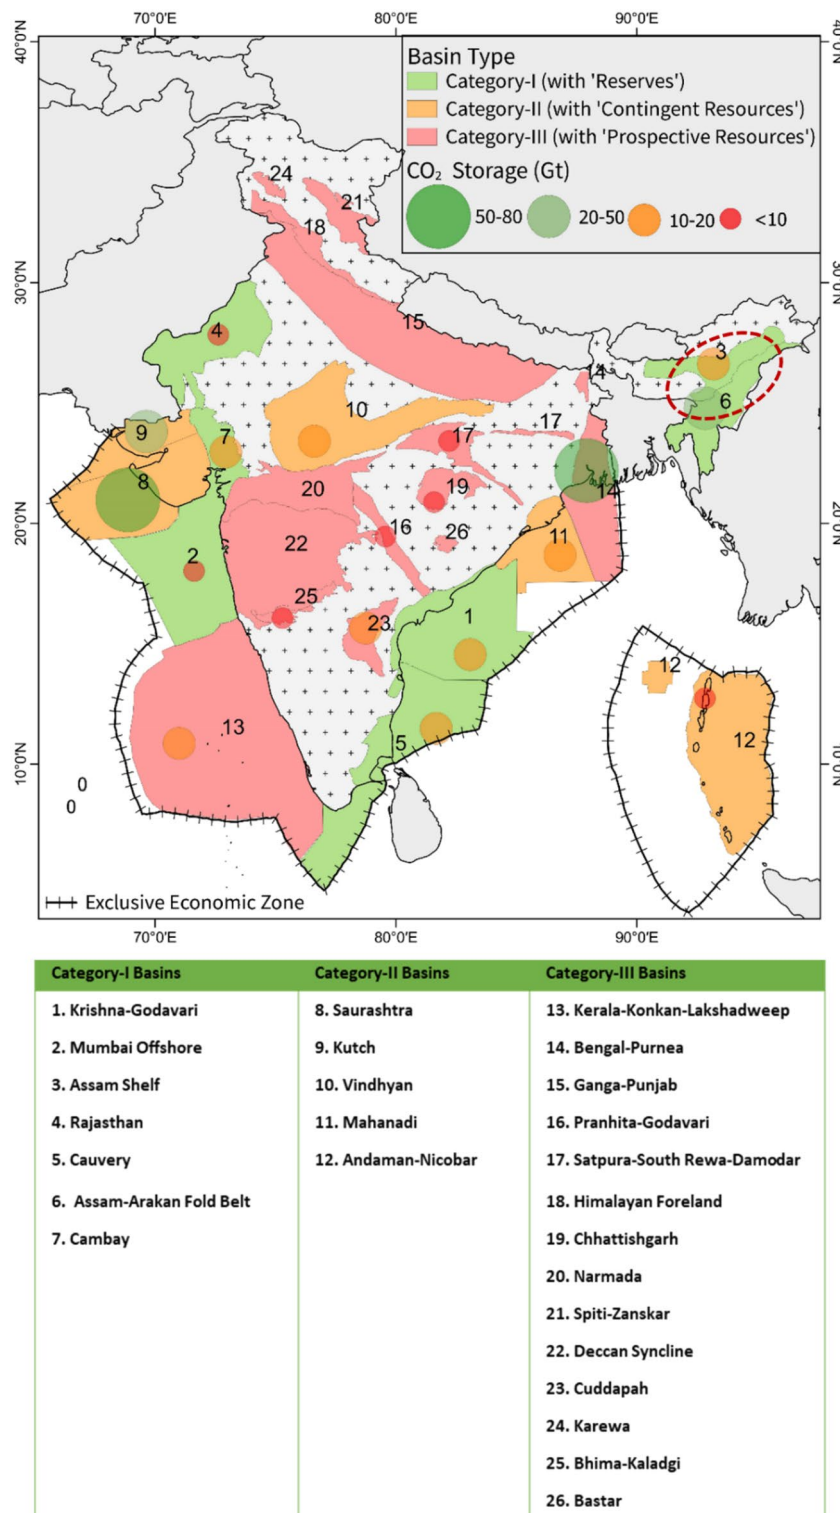 70°0'E 80°0'E 90°0'E
40°0'N
Basin Type
Category-I (with 'Reserves')
Category-II (with 'Contingent Resources')
Category-III (with 'Prospective Resources')
CO₂ Storage (Gt)
50-80 20-50 10-20 <10
24
21
18
30°0'N
15
4
3
14
6
10
17
9
7
17
8
20
19
14
20°0'N
16
26
22
11
2
25
1
23
12
13
12
5
10°0'N
0
0
Exclusive Economic Zone
70°0'E 80°0'E 90°0'E
Category-I Basins Category-II Basins Category-III Basins
1. Krishna-Godavari 8. Saurashtra 13. Kerala-Konkan-Lakshadweep
2. Mumbai Offshore 9. Kutch 14. Bengal-Purnea
3. Assam Shelf 10. Vindhyan 15. Ganga-Punjab
4. Rajasthan 11. Mahanadi 16. Pranhita-Godavari
5. Cauvery 12. Andaman-Nicobar 17. Satpura-South Rewa-Damodar
6. Assam-Arakan Fold Belt 18. Himalayan Foreland
7. Cambay 19. Chhattishgarh
20. Narmada
21. Spiti-Zanskar
22. Deccan Syncline
23. Cuddapah
24. Karewa
25. Bhima-Kaladgi
26. Bastar